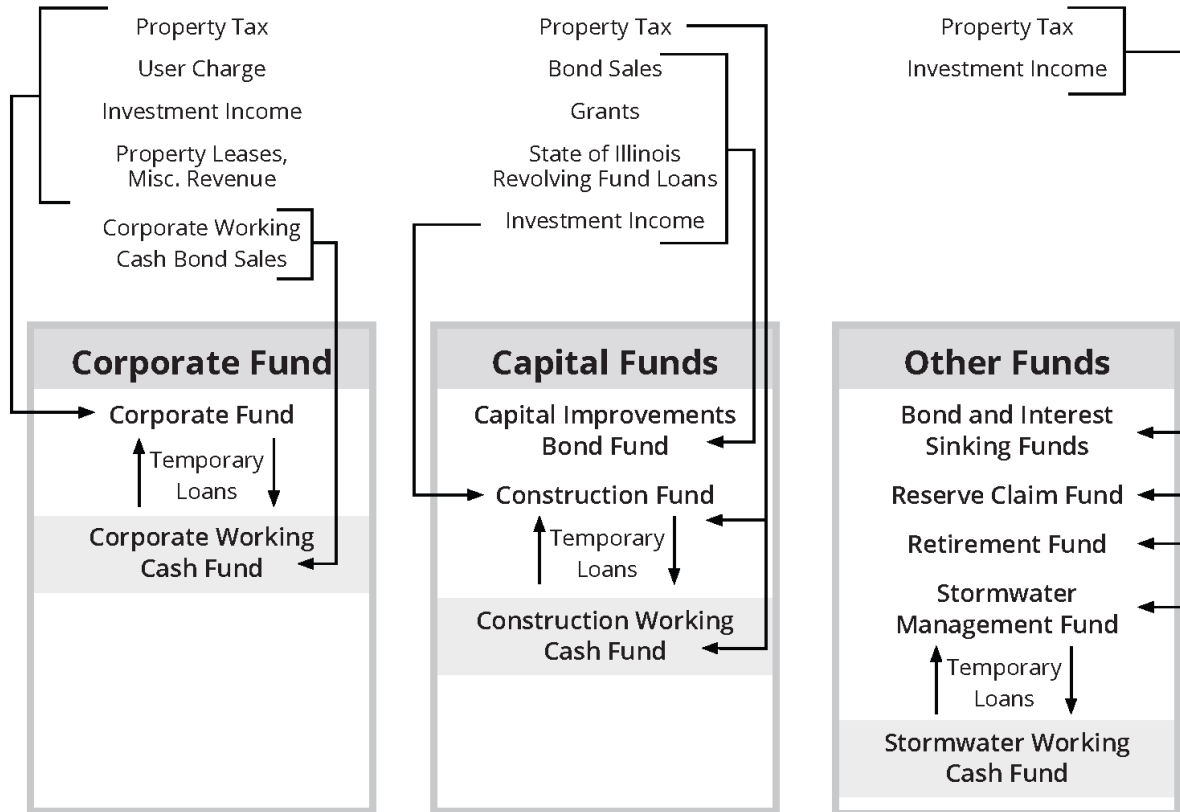 Property Tax
User Charge
Investment Income
Property Leases,
Misc. Revenue
Corporate Working
Cash Bond Sales
Corporate Fund
Corporate Fund
Temporary
Loans
Corporate Working
Cash Fund
Property Tax
Bond Sales
Grants
State of Illinois
Revolving Fund Loans
Investment Income
Capital Funds
Capital Improvements
Bond Fund
Construction Fund
Temporary
Loans
Construction Working
Cash Fund
Property Tax
Investment Income
Other Funds
Bond and Interest
Sinking Funds
Reserve Claim Fund
Retirement Fund
Stormwater
Management Fund
Temporary
Loans
Stormwater Working
Cash Fund